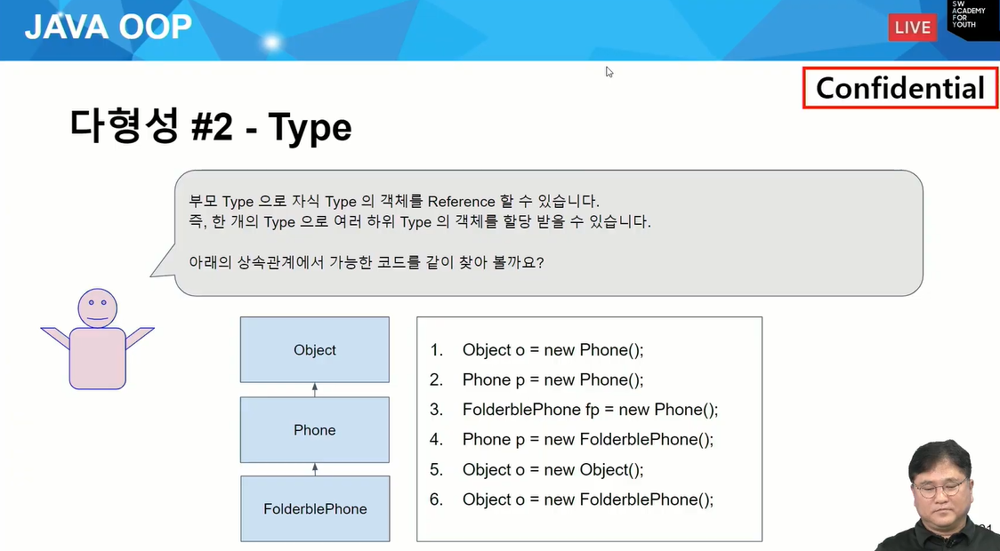 JAVA OOP
LIVE
SW
ACADEMY
FOR
YOUTH
Confidential
다형성 #2 - Type
부모 Type 으로 자식 Type 의 객체를 Reference 할 수 있습니다.
즉, 한 개의 Type 으로 여러 하위 Type 의 객체를 할당 받을 수 있습니다.
아래의 상속관계에서 가능한 코드를 같이 찾아 볼까요?
Object
Phone
FolderblePhone
1. Object o = new Phone();
2. Phone p = new Phone();
3. FolderblePhone fp = new Phone();
4. Phone p = new FolderblePhone();
5. Object o = new Object();
6. Object o = new FolderblePhone();